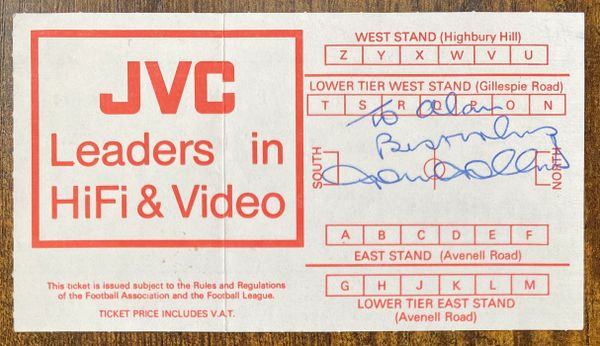 JVC
Leaders in
HiFi & Video
This ticket is issued subject to the Rules and Regulations
of the Football Association and the Football League.
TICKET PRICE INCLUDES V.A.T.
WEST STAND (Highbury Hill)
Z Y X W V U
LOWER TIER WEST STAND (Gillespie Road)
T S R Q P O N
To Alan
Best wishes
SOUTH
NORTH
A B C D E F
EAST STAND (Avenell Road)
G H J K L M
LOWER TIER EAST STAND
(Avenell Road)